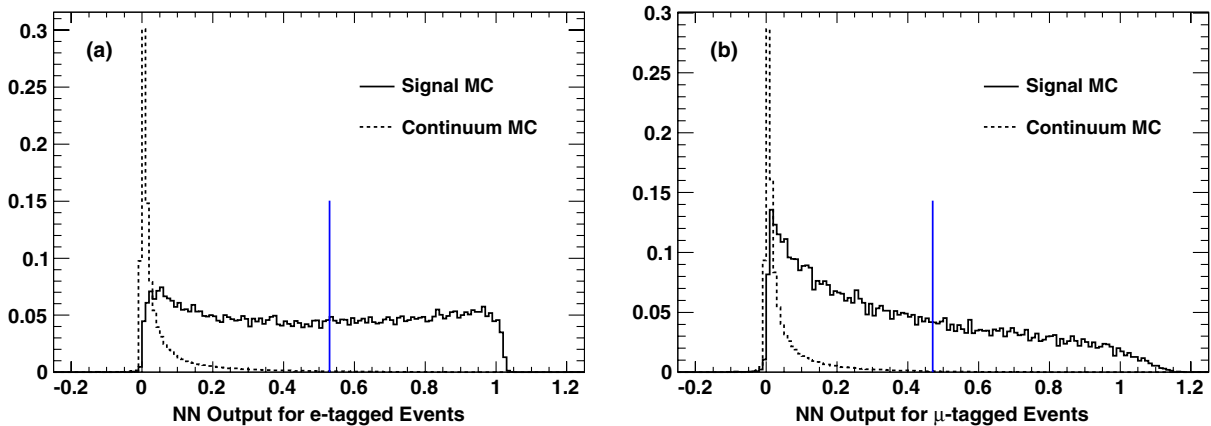 (a)
Signal MC
Continuum MC
0.3
0.25
0.2
0.15
0.1
0.05
0
-0.2 0 0.2 0.4 0.6 0.8 1 1.2
NN Output for e-tagged Events
(b)
Signal MC
Continuum MC
0.3
0.25
0.2
0.15
0.1
0.05
0
-0.2 0 0.2 0.4 0.6 0.8 1 1.2
NN Output for μ-tagged Events